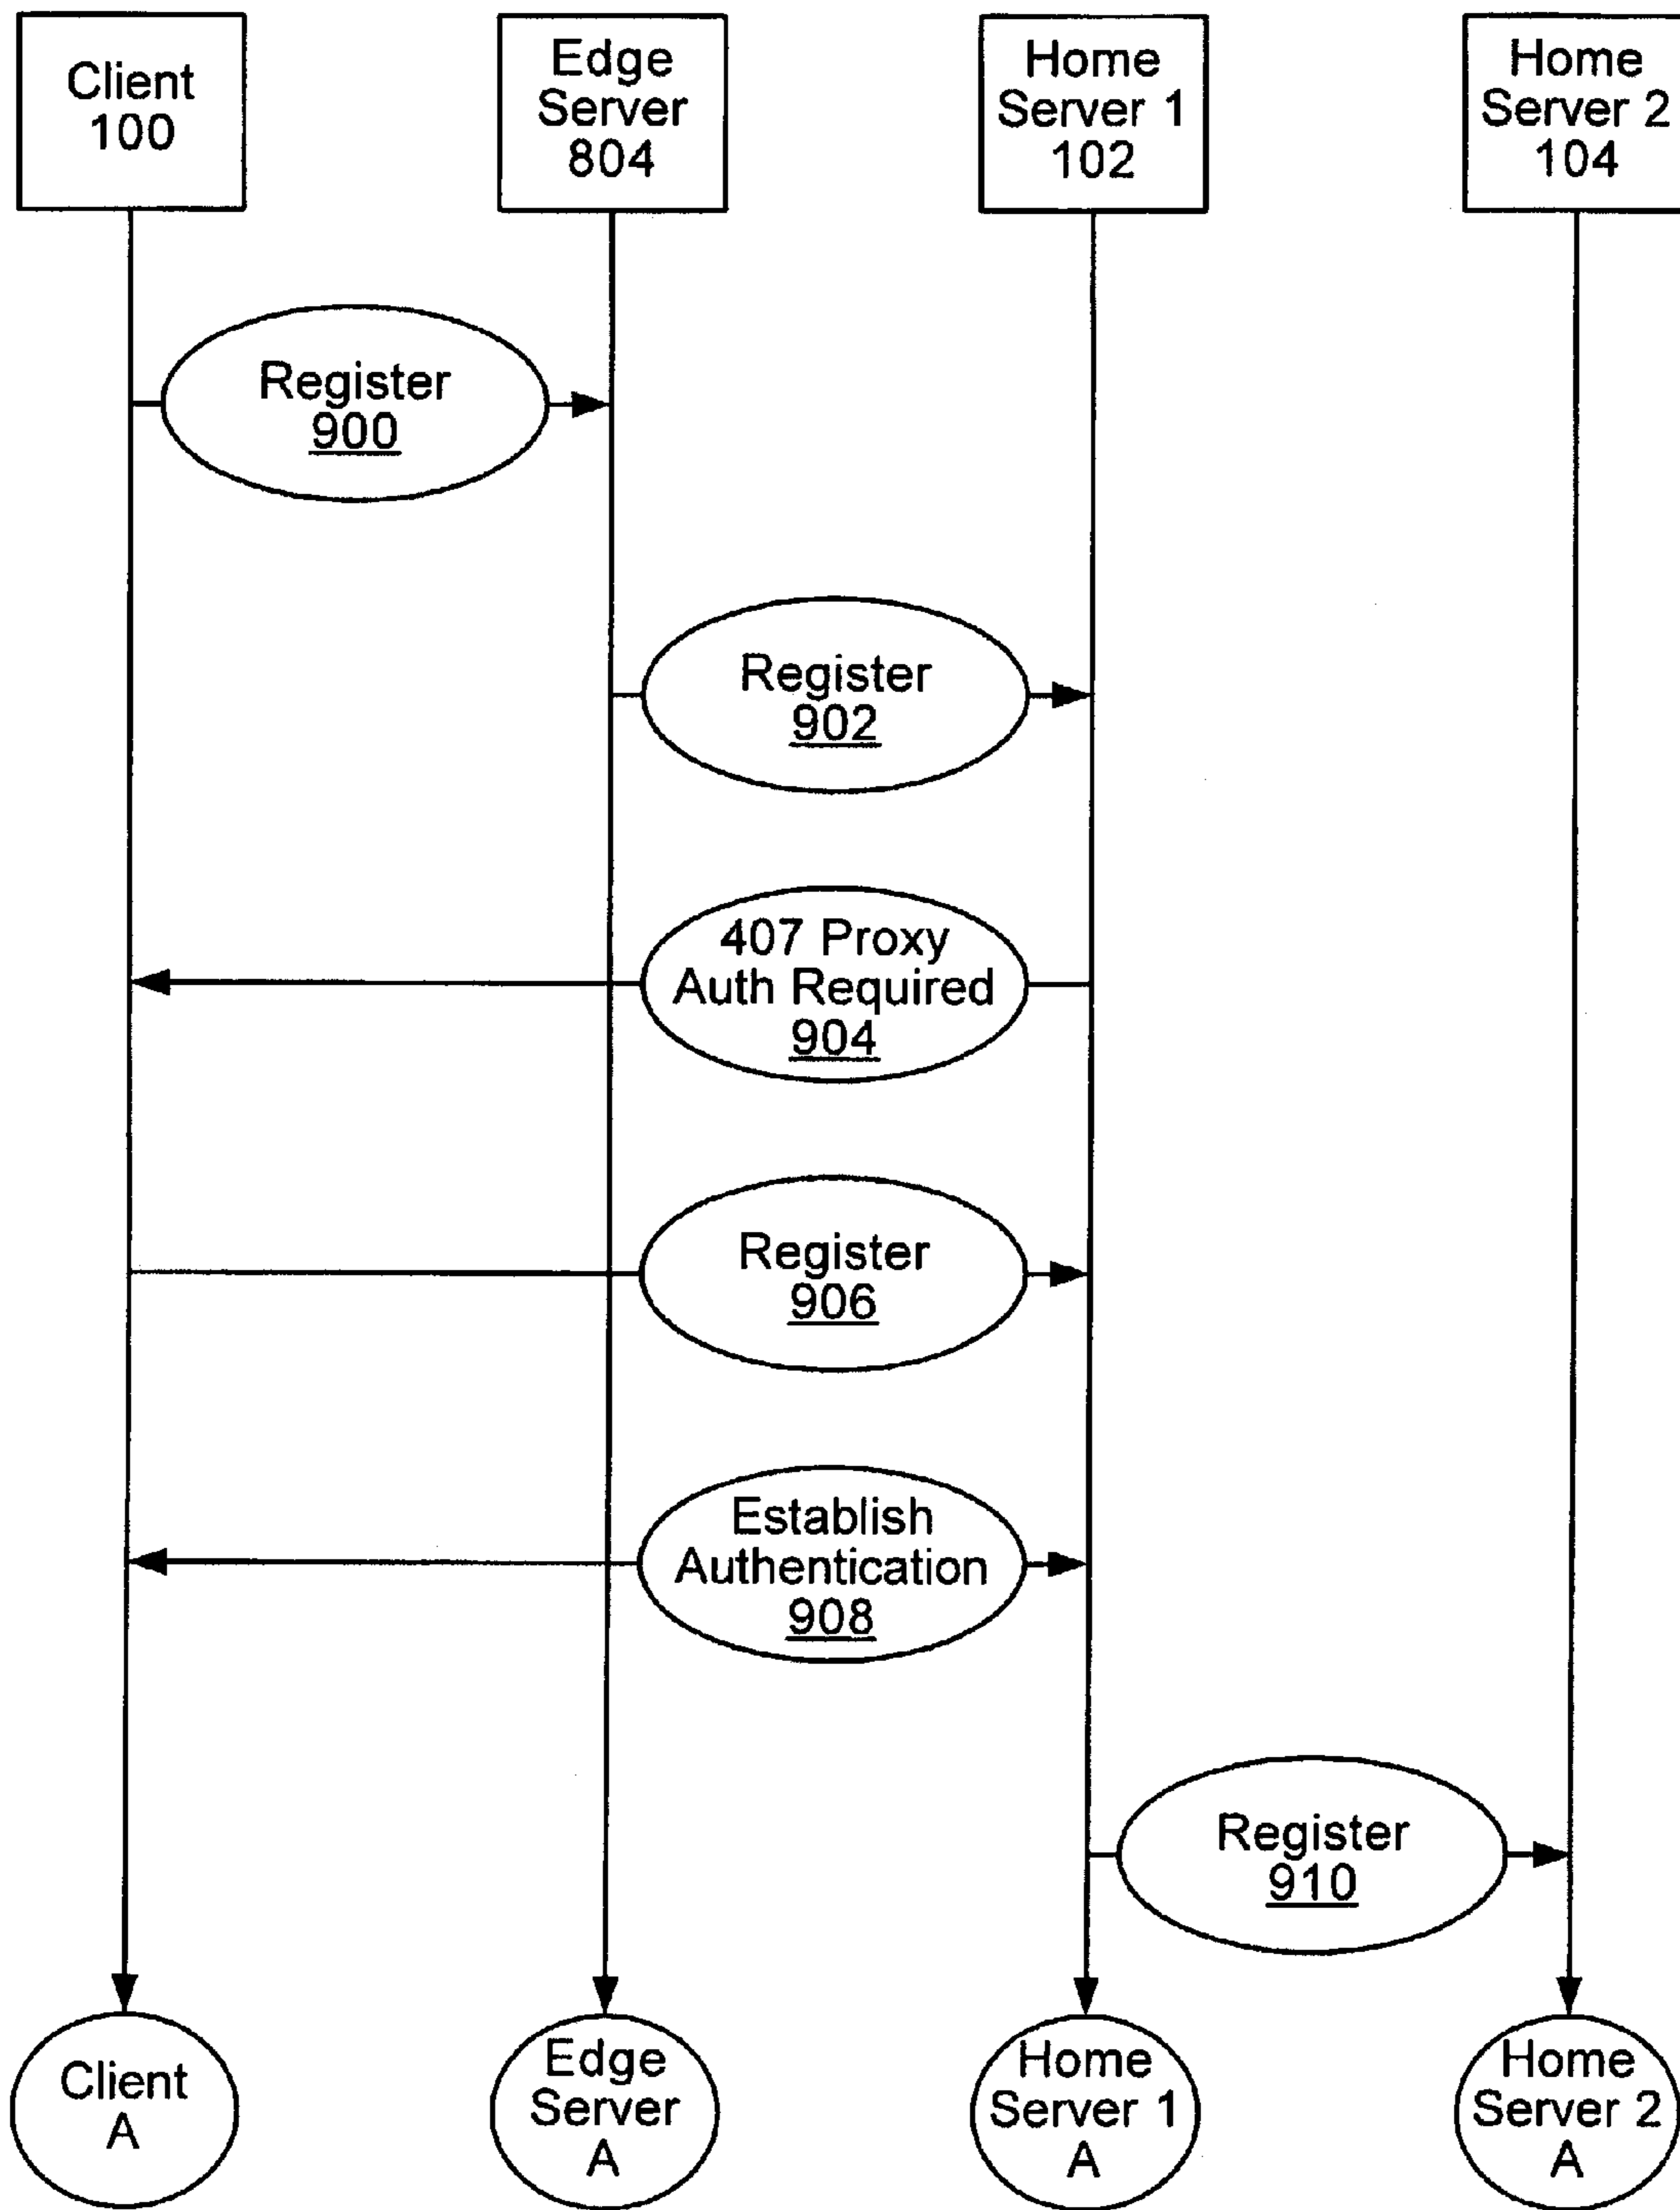 Client
100
Edge
Server
804
Home
Server 1
102
Home
Server 2
104
Register
900
Register
902
407 Proxy
Auth Required
904
Register
906
Establish
Authentication
908
Register
910
Client
A
Edge
Server
A
Home
Server 1
A
Home
Server 2
A